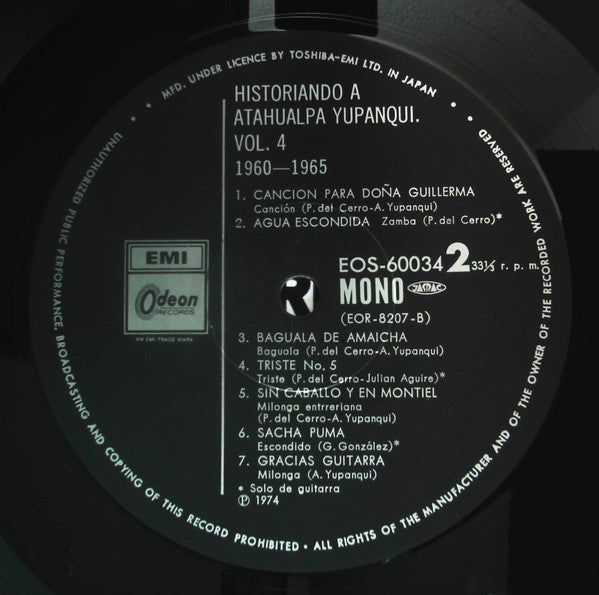 MFD. UNDER LICENCE BY TOSHIBA-EMI LTD. IN JAPAN •
UNAUTHORIZED PUBLIC PERFORMANCE, BROADCASTING AND COPYING OF THIS RECORD PROHIBITED • ALL RIGHTS OF THE MANUFACTURER AND OF THE OWNER OF THE RECORDED WORK ARE RESERVED •
HISTORIANDO A
ATAHUALPA YUPANQUI.
VOL. 4
1960—1965
1. CANCION PARA DOÑA GUILLERMA
Canción (P. del Cerro-A. Yupanqui)
2. AGUA ESCONDIDA Zamba (P. del Cerro)*
EMI
Odeon
RECORDS
AN EMI TRADE MARK
EOS-60034 2 33⅓ r. p. m.
MONO JASRAC
(EOR-8207-B)
3. BAGUALA DE AMAICHA
Baguala (P. del Cerro-A. Yupanqui)
4. TRISTE No. 5
Triste (P. del Cerro-Julian Aguire)*
5. SIN CABALLO Y EN MONTIEL
Milonga entrreriana
(P. del Cerro-A. Yupanqui)
6. SACHA PUMA
Escondido (G. González)*
7. GRACIAS GUITARRA
Milonga (A. Yupanqui)
* Solo de guitarra
℗ 1974